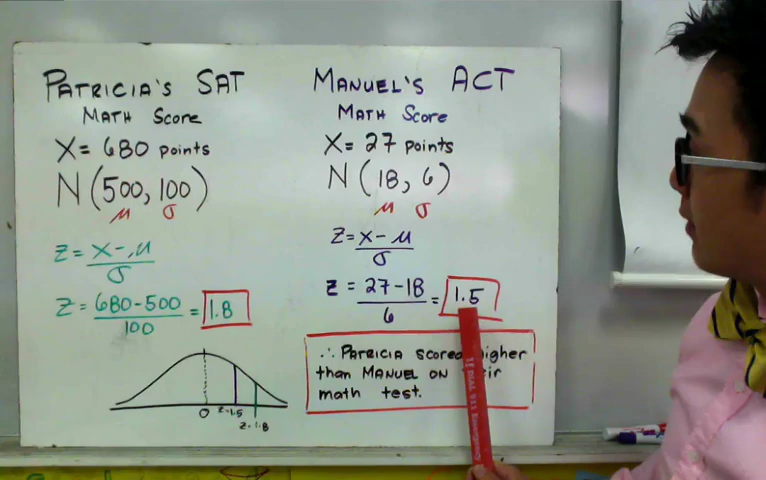 PATRICIA'S SAT
MATH SCORE
X = 680 points
N(500, 100)
μ σ
Z = X - μ / σ
Z = 680 - 500 / 100 = 1.8
0 Z=1.5
Z=1.8
MANUEL'S ACT
MATH SCORE
X = 27 points
N(18, 6)
μ σ
Z = X - μ / σ
Z = 27 - 18 / 6 = 1.5
∴ PATRICIA scored higher
than MANUEL ON
math test.
DIAL 911